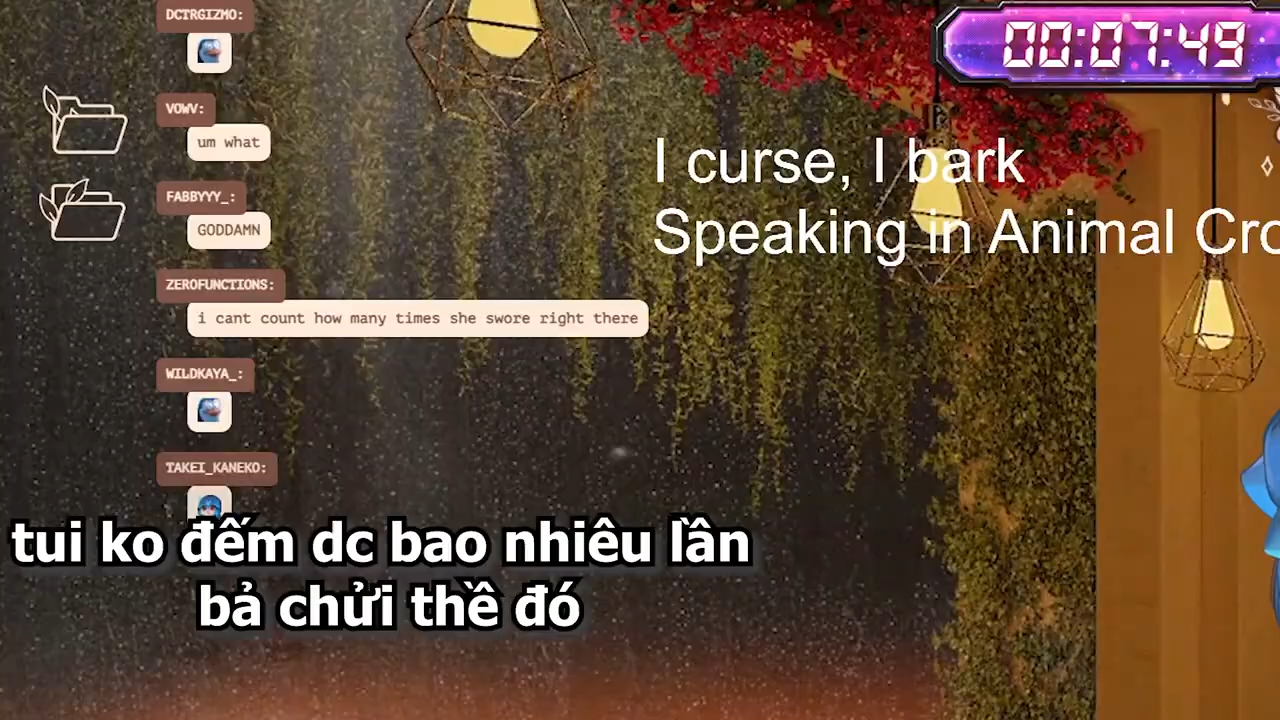 DCTRGIZMO:
VOWV:
um what
FABBYYY_:
GODDAMN
ZEROFUNCTIONS:
i cant count how many times she swore right there
WILDKAYA_:
TAKEI_KANEKO:
00:07:49
I curse, I bark
Speaking in Animal Cro
tui ko đếm dc bao nhiêu lần
bả chửi thề đó